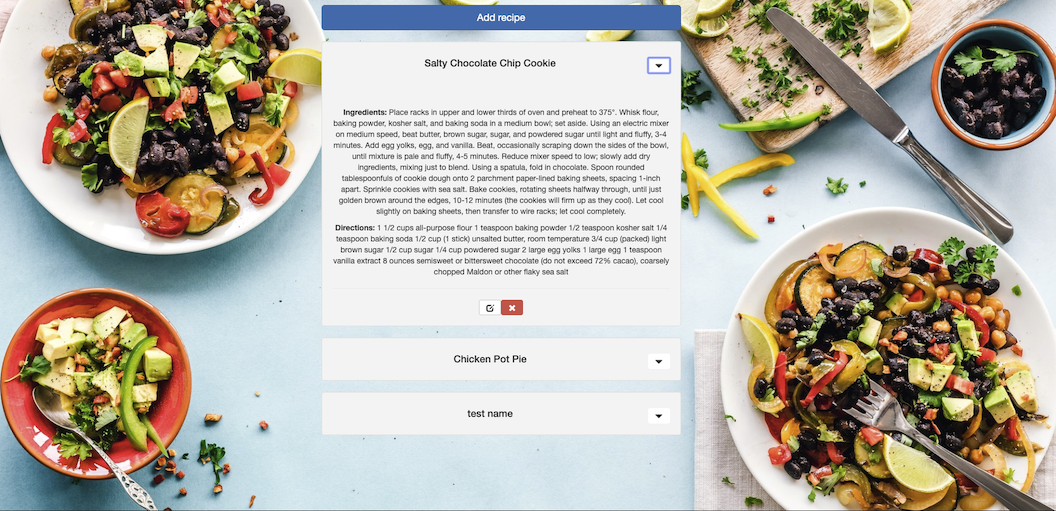 Add recipe
Salty Chocolate Chip Cookie
Ingredients: Place racks in upper and lower thirds of oven and preheat to 375°. Whisk flour,
baking powder, kosher salt, and baking soda in a medium bowl; set aside. Using an electric mixer
on medium speed, beat butter, brown sugar, sugar, and powdered sugar until light and fluffy, 3-4
minutes. Add egg yolks, egg, and vanilla. Beat, occasionally scraping down the sides of the bowl,
until mixture is pale and fluffy, 4-5 minutes. Reduce mixer speed to low; slowly add dry
ingredients, mixing just to blend. Using a spatula, fold in chocolate. Spoon rounded
tablespoonfuls of cookie dough onto 2 parchment paper-lined baking sheets, spacing 1-inch
apart. Sprinkle cookies with sea salt. Bake cookies, rotating sheets halfway through, until just
golden brown around the edges, 10-12 minutes (the cookies will firm up as they cool). Let cool
slightly on baking sheets, then transfer to wire racks; let cool completely.
Directions: 1 1/2 cups all-purpose flour 1 teaspoon baking powder 1/2 teaspoon kosher salt 1/4
teaspoon baking soda 1/2 cup (1 stick) unsalted butter, room temperature 3/4 cup (packed) light
brown sugar 1/2 cup sugar 1/4 cup powdered sugar 2 large egg yolks 1 large egg 1 teaspoon
vanilla extract 8 ounces semisweet or bittersweet chocolate (do not exceed 72% cacao), coarsely
chopped Maldon or other flaky sea salt
Chicken Pot Pie
test name